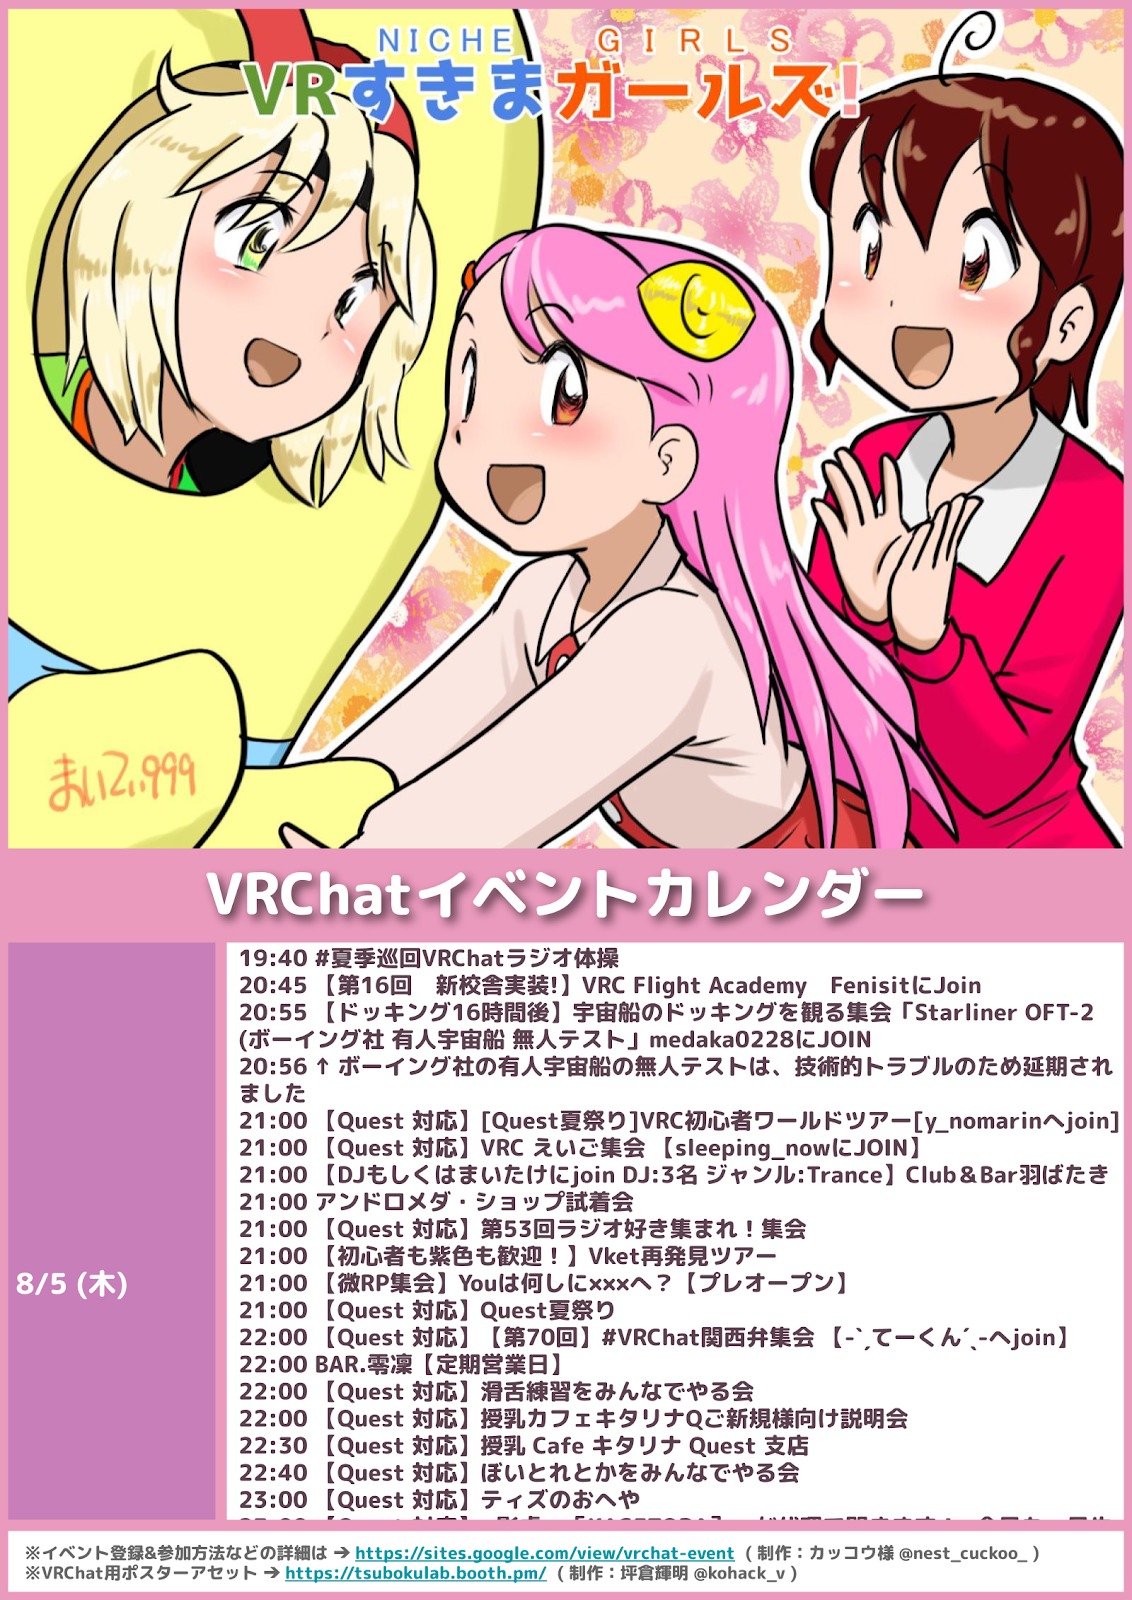 NICHE GIRLS
VRすきまガールズ!
まいてぃ999
VRChatイベントカレンダー
8/5 (木)
19:40 #夏季巡回VRChatラジオ体操
20:45 【第16回　新校舎実装!】VRC Flight Academy　FenisitにJoin
20:55 【ドッキング16時間後】宇宙船のドッキングを観る集会「Starliner OFT-2
(ボーイング社 有人宇宙船 無人テスト」medaka0228にJOIN
20:56 ↑ ボーイング社の有人宇宙船の無人テストは、技術的トラブルのため延期され
ました
21:00 【Quest 対応】[Quest夏祭り]VRC初心者ワールドツアー[y_nomarinへjoin]
21:00 【Quest 対応】VRC えいご集会 【sleeping_nowにJOIN】
21:00 【DJもしくはまいたけにjoin DJ:3名 ジャンル:Trance】Club＆Bar羽ばたき
21:00 アンドロメダ・ショップ試着会
21:00 【Quest 対応】第53回ラジオ好き集まれ！集会
21:00 【初心者も紫色も歓迎！】Vket再発見ツアー
21:00 【微RP集会】Youは何しに×××へ？【プレオープン】
21:00 【Quest 対応】Quest夏祭り
22:00 【Quest 対応】【第70回】#VRChat関西弁集会 【-ˋˏてーくんˊˎ-へjoin】
22:00 BAR.零凜【定期営業日】
22:00 【Quest 対応】滑舌練習をみんなでやる会
22:00 【Quest 対応】授乳カフェキタリナQご新規様向け説明会
22:30 【Quest 対応】授乳 Cafe キタリナ Quest 支店
22:40 【Quest 対応】ぼいとれとかをみんなでやる会
23:00 【Quest 対応】ティズのおへや
※イベント登録&参加方法などの詳細は ➔ https://sites.google.com/view/vrchat-event ( 制作：カッコウ様 @nest_cuckoo_ )
※VRChat用ポスターアセット ➔ https://tsubokulab.booth.pm/ ( 制作：坪倉輝明 @kohack_v )